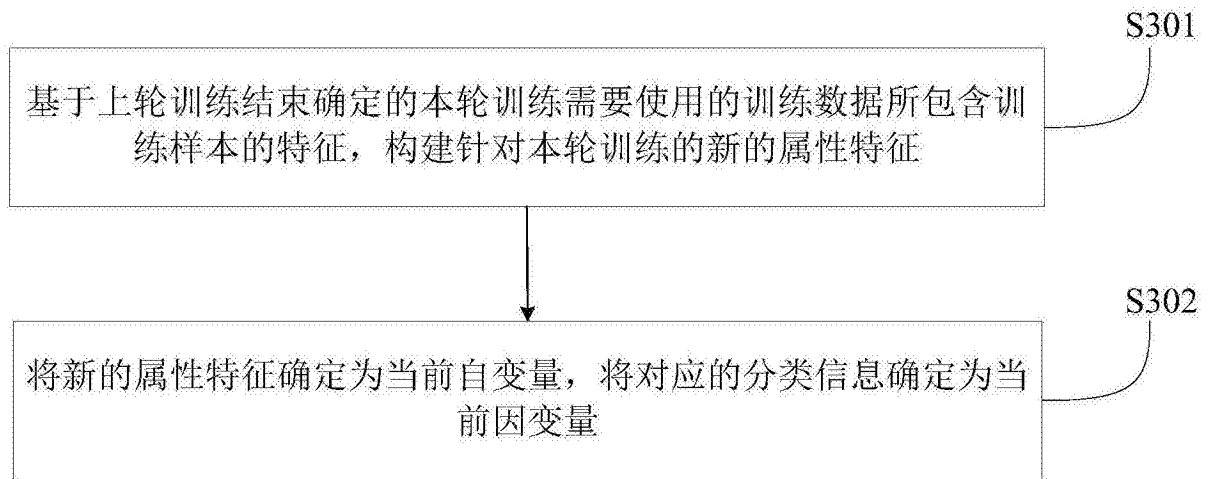 S301
基于上轮训练结束确定的本轮训练需要使用的训练数据所包含训
练样本的特征，构建针对本轮训练的新的属性特征
S302
将新的属性特征确定为当前自变量，将对应的分类信息确定为当
前因变量